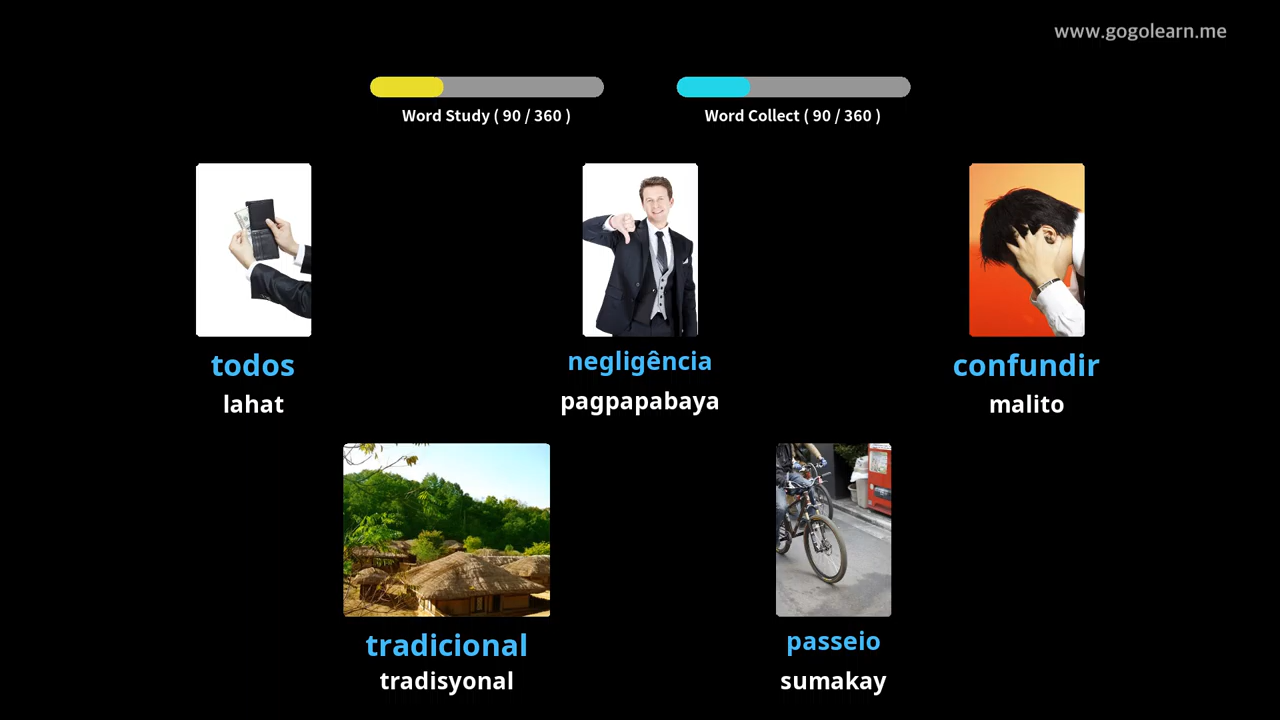 www.gogolearn.me
Word Study ( 90 / 360 )
Word Collect ( 90 / 360 )
todos
lahat
negligência
pagpapabaya
confundir
malito
tradicional
tradisyonal
passeio
sumakay